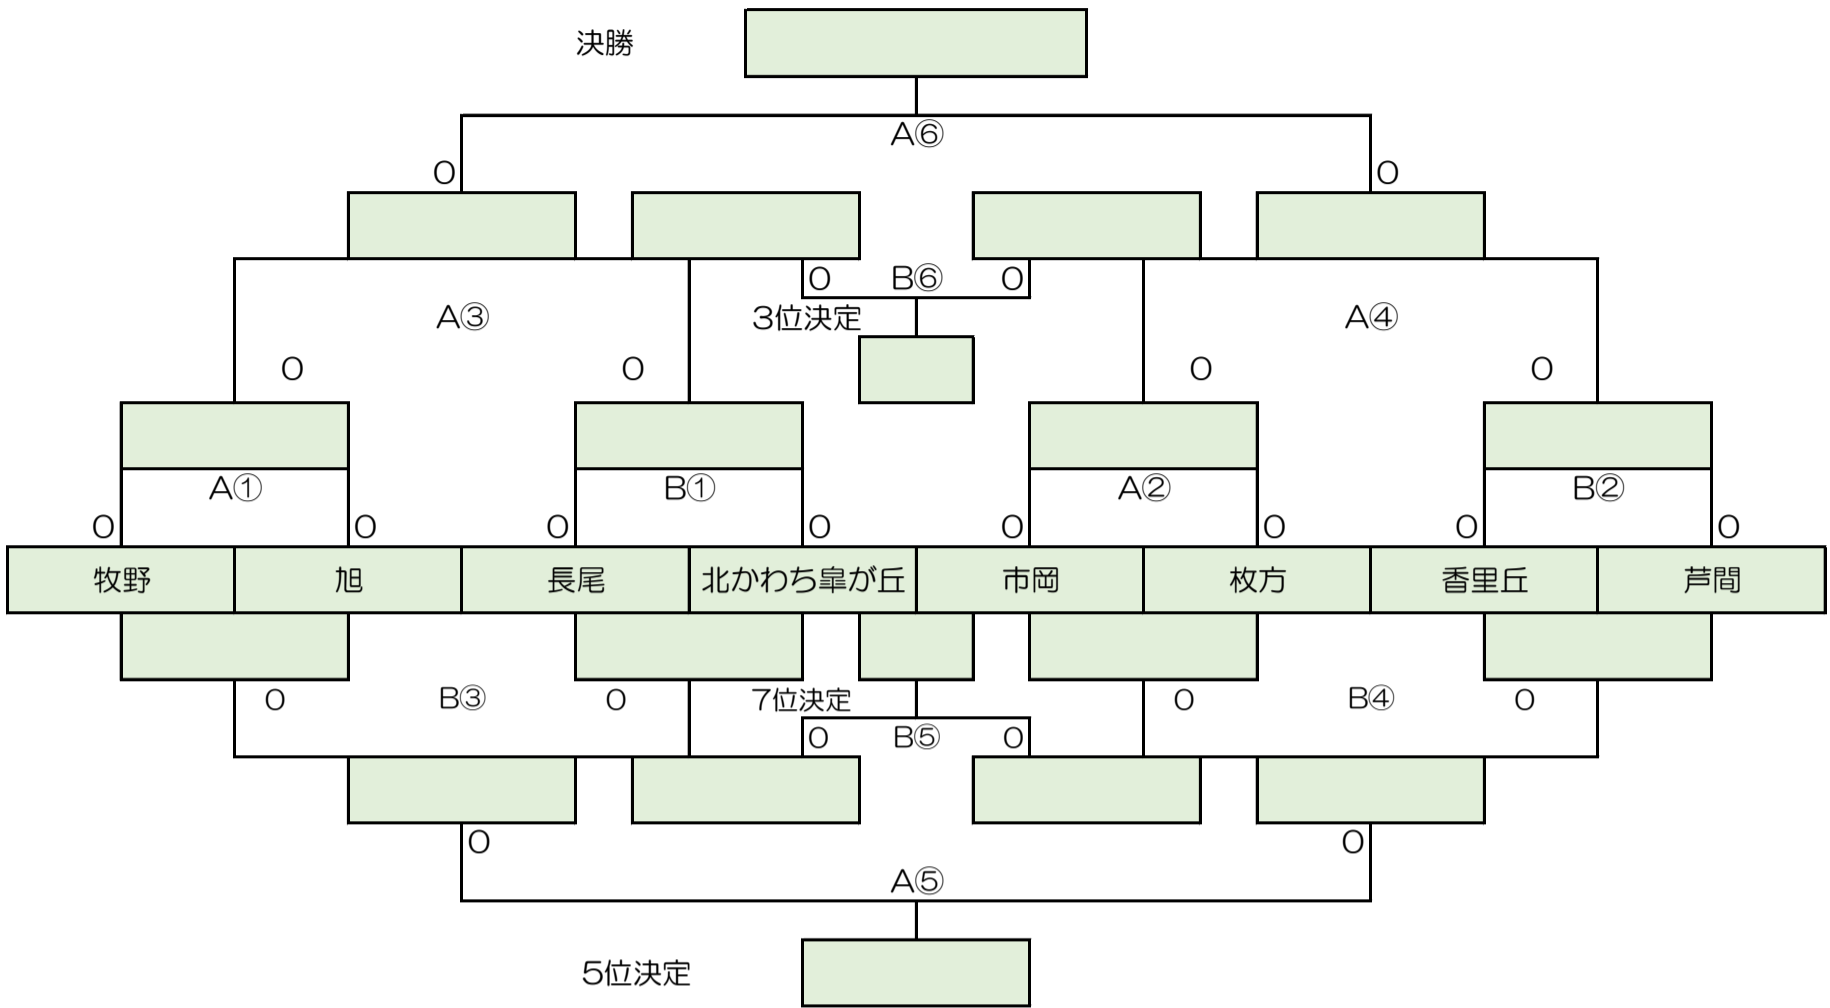 決勝
A⑥
0 0
0 B⑥ 0
A③ 3位決定 A④
0 0 0 0
A① B① A② B②
0 0 0 0 0 0 0 0
牧野 旭 長尾 北かわち皐が丘 市岡 枚方 香里丘 芦間
0 B③ 0 7位決定 0 B④ 0
0 B⑤ 0
0 0
A⑤
5位決定